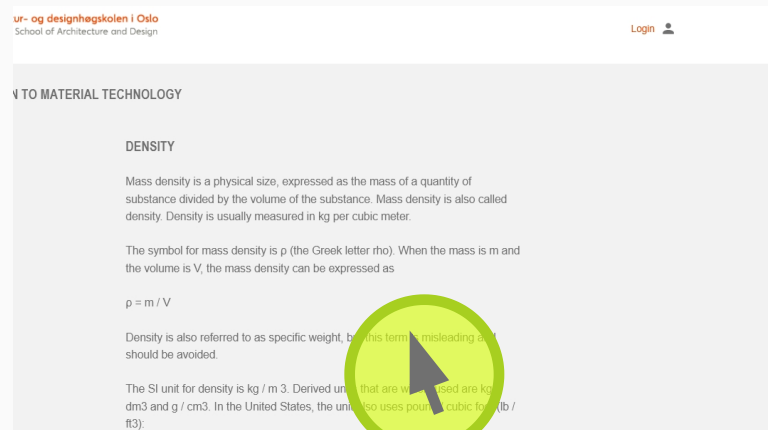 ur- og designhøgskolen i Oslo
School of Architecture and Design
Login
N TO MATERIAL TECHNOLOGY
DENSITY
Mass density is a physical size, expressed as the mass of a quantity of
substance divided by the volume of the substance. Mass density is also called
density. Density is usually measured in kg per cubic meter.
The symbol for mass density is ρ (the Greek letter rho). When the mass is m and
the volume is V, the mass density can be expressed as
ρ = m / V
Density is also referred to as specific weight, but this term is misleading and
should be avoided.
The SI unit for density is kg / m 3. Derived units that are used are kg
dm3 and g / cm3. In the United States, the unit also uses cubic (lb /
ft3):